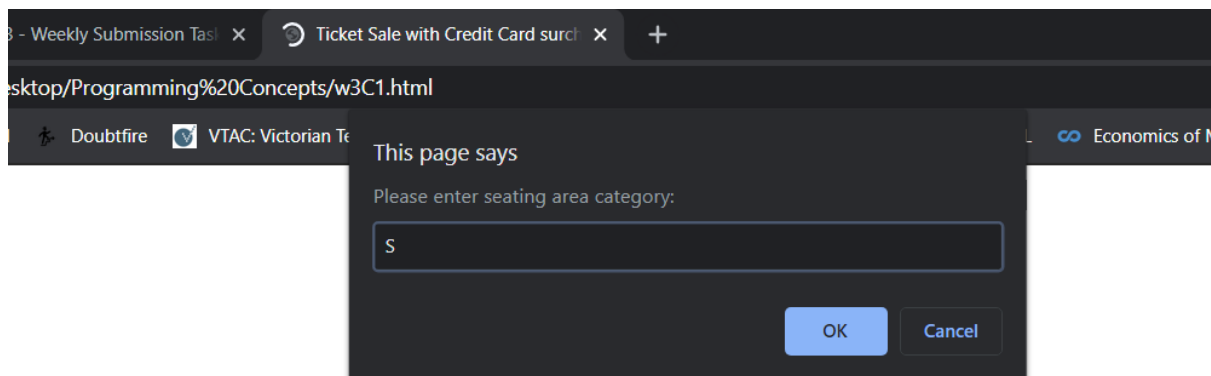 3 - Weekly Submission Tas
Ticket Sale with Credit Card surch
esktop/Programming%20Concepts/w3C1.html
Doubtfire
VTAC: Victorian Te
Economics of M
This page says
Please enter seating area category:
S
OK
Cancel